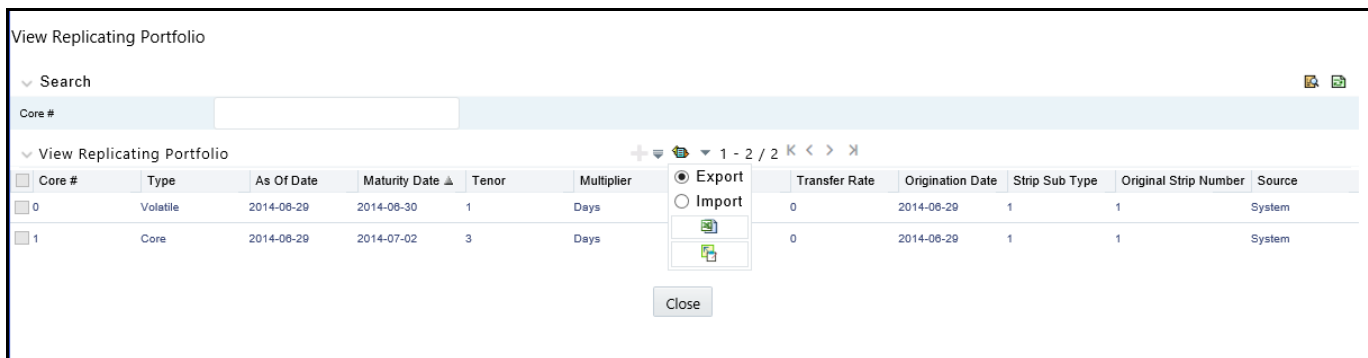 View Replicating Portfolio
Search
Core #
View Replicating Portfolio 1 - 2 / 2
Core # Type As Of Date Maturity Date Tenor Multiplier Transfer Rate Origination Date Strip Sub Type Original Strip Number Source
Export
Import
0 Volatile 2014-06-29 2014-06-30 1 Days 0 2014-06-29 1 1 System
1 Core 2014-06-29 2014-07-02 3 Days 0 2014-06-29 1 1 System
Close